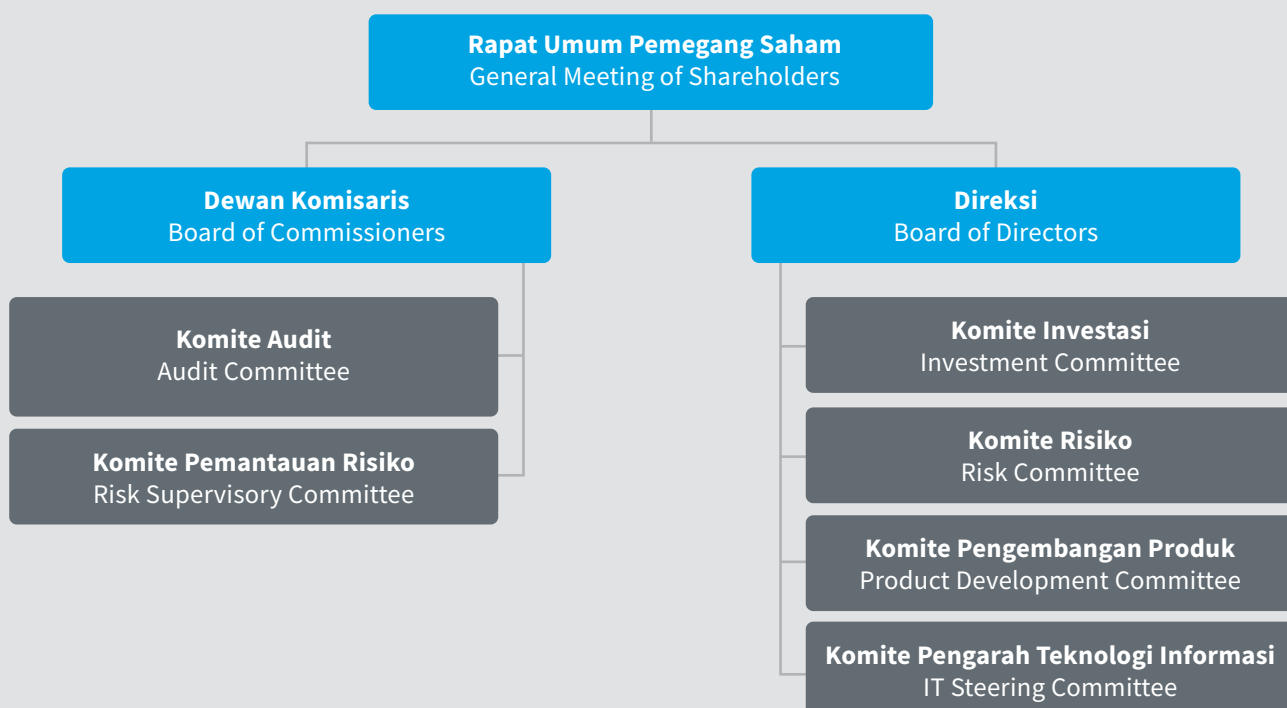 Rapat Umum Pemegang Saham
General Meeting of Shareholders
Dewan Komisaris
Board of Commissioners
Direksi
Board of Directors
Komite Audit
Audit Committee
Komite Pemantauan Risiko
Risk Supervisory Committee
Komite Investasi
Investment Committee
Komite Risiko
Risk Committee
Komite Pengembangan Produk
Product Development Committee
Komite Pengarah Teknologi Informasi
IT Steering Committee